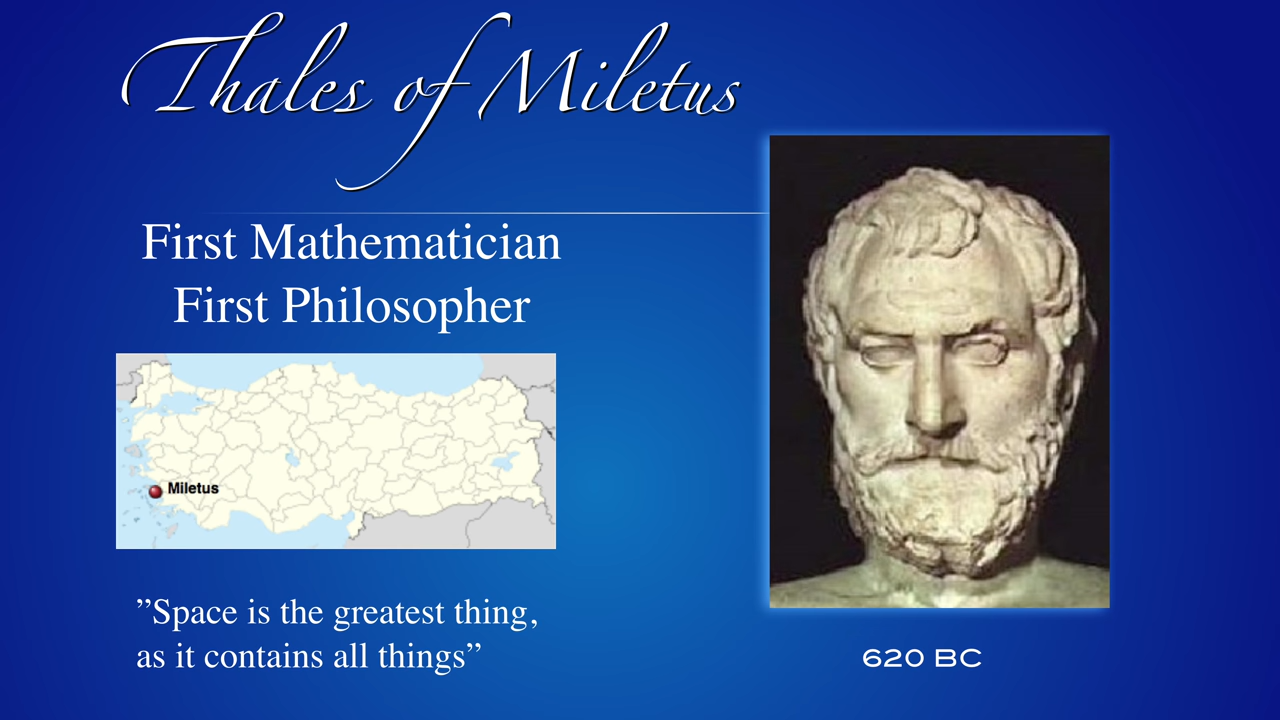 Thales of Miletus
First Mathematician
First Philosopher
Miletus
”Space is the greatest thing,
as it contains all things”
620 BC